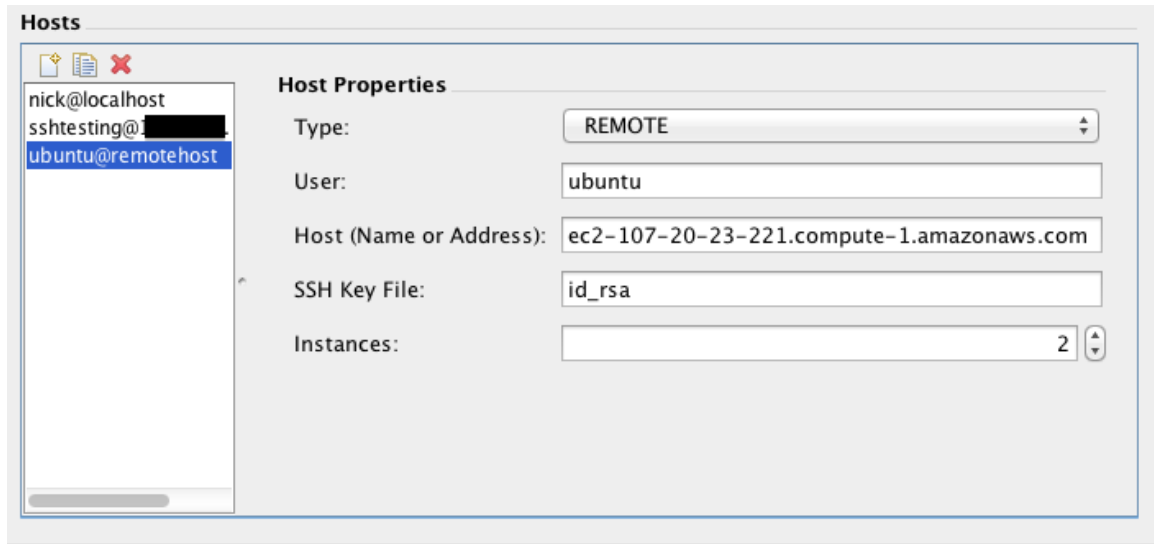 Hosts
nick@localhost
sshtesting@
ubuntu@remotehost
Host Properties
Type:
REMOTE
User:
ubuntu
Host (Name or Address):
ec2-107-20-23-221.compute-1.amazonaws.com
SSH Key File:
id_rsa
Instances:
2